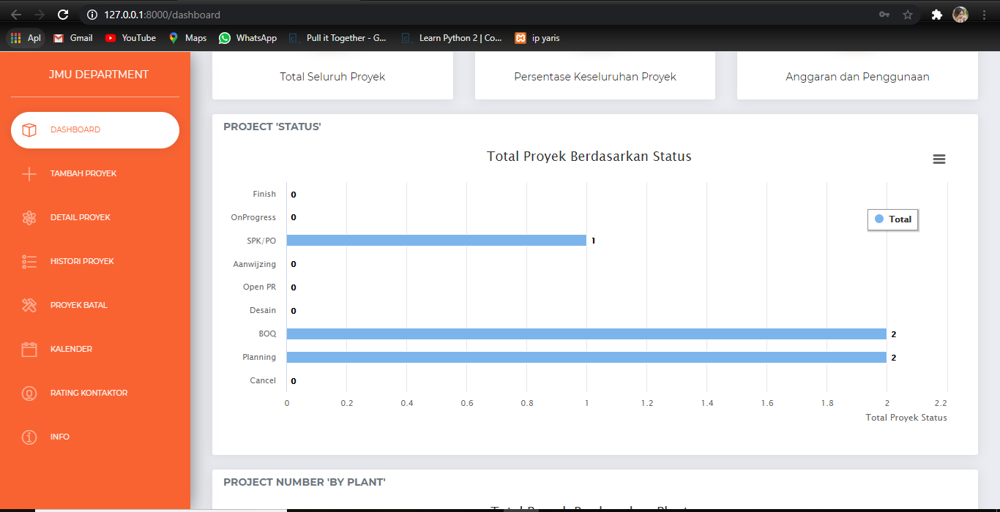 127.0.0.1:8000/dashboard
Apl Gmail YouTube Maps WhatsApp Pull it Together - G... Learn Python 2 | Co... ip yaris
JMU DEPARTMENT
DASHBOARD
TAMBAH PROYEK
DETAIL PROYEK
HISTORI PROYEK
PROYEK BATAL
KALENDER
RATING KONTAKTOR
INFO
Total Seluruh Proyek Persentase Keseluruhan Proyek Anggaran dan Penggunaan
PROJECT 'STATUS'
Total Proyek Berdasarkan Status
Finish 0
OnProgress 0
Total
SPK/PO 1
Aanwijzing 0
Open PR 0
Desain 0
BOQ 2
Planning 2
Cancel 0
0 0.2 0.4 0.6 0.8 1 1.2 1.4 1.6 1.8 2 2.2
Total Proyek Status
PROJECT NUMBER 'BY PLANT'